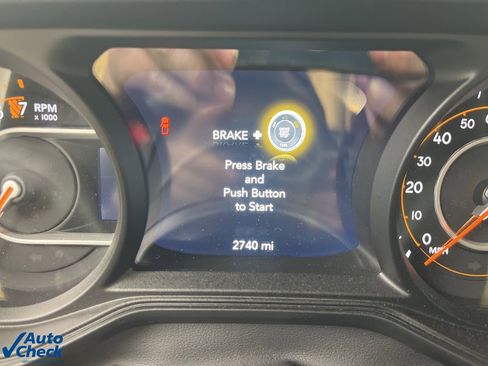 7 RPM
x 1000
BRAKE +
Press Brake
and
Push Button
to Start
2740 mi
60
50
40
30
20
10
0
MPH
Auto
Check